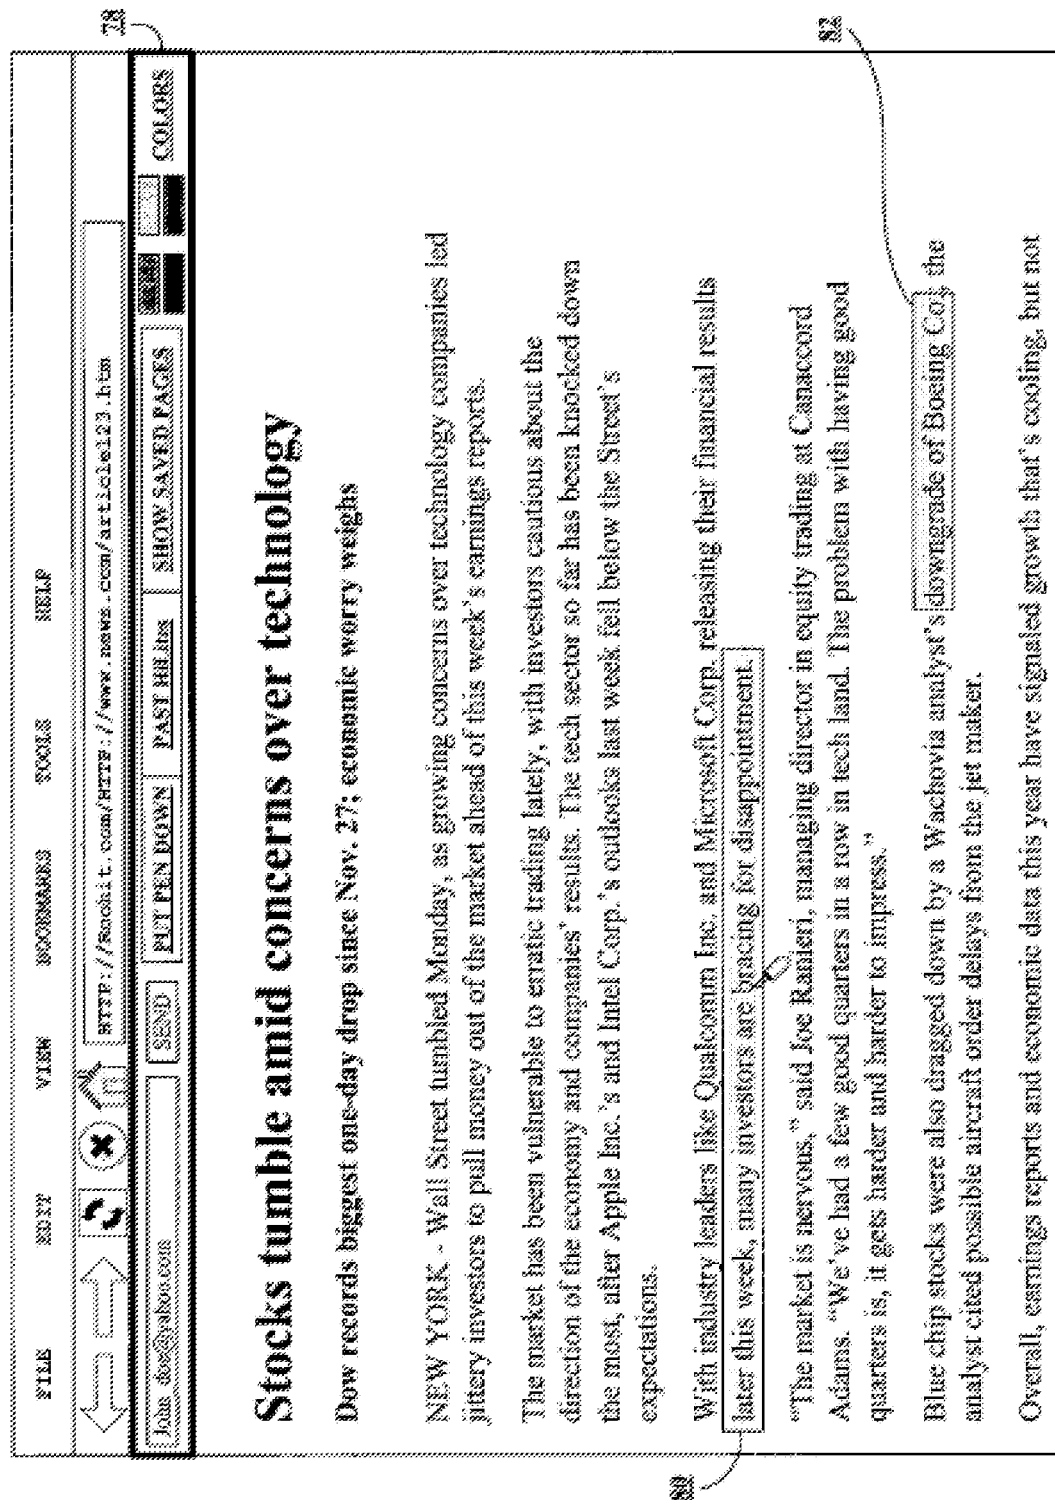 FILE EDIT VIEW BOOKMARKS TOOLS HELP
HTTP://Rohit.com/HTTP://www.news.com/article123.htm
John_doe@yahoo.com SEND PUT PEN DOWN PAST HiLites SHOW SAVED PAGES COLORS
78
Stocks tumble amid concerns over technology
Dow records biggest one-day drop since Nov. 27; economic worry weighs
NEW YORK - Wall Street tumbled Monday, as growing concerns over technology companies led
jittery investors to pull money out of the market ahead of this week's earnings reports.
The market has been vulnerable to erratic trading lately, with investors cautious about the
direction of the economy and companies' results. The tech sector so far has been knocked down
the most, after Apple Inc.'s and Intel Corp.'s outlooks last week fell below the Street's
expectations.
With industry leaders like Qualcomm Inc. and Microsoft Corp. releasing their financial results
later this week, many investors are bracing for disappointment.
80
"The market is nervous," said Joe Ranieri, managing director in equity trading at Canaccord
Adams. "We've had a few good quarters in a row in tech land. The problem with having good
quarters is, it gets harder and harder to impress."
82
Blue chip stocks were also dragged down by a Wachovia analyst's downgrade of Boeing Co.; the
analyst cited possible aircraft order delays from the jet maker.
Overall, earnings reports and economic data this year have signaled growth that's cooling, but not